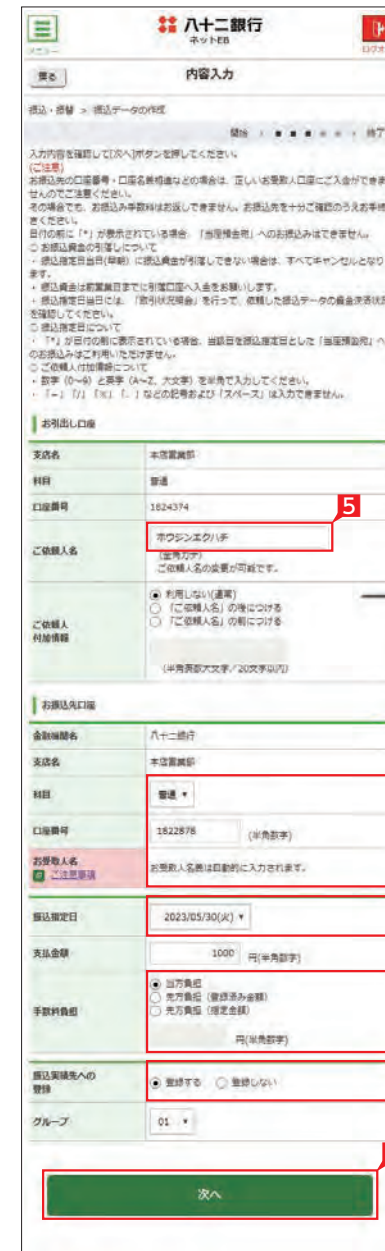 八十二銀行
ネットEB
メニュー
戻る
内容入力
振込・振替 > 振込データの作成
開始
終了
入力内容を確認して[次へ]ボタンを押してください。
(ご注意)
お振込先の口座番号・口座名義相違などの場合は、正しいお受取人口座にご入金ができま
せんのでご注意ください。
その場合でも、お振込み手数料はお返しできません。お振込先を十分ご確認のうえお手続
きください。
日付の前に「*」が表示されている場合、「当座預金宛」へのお振込みはできません。
○ お振込資金の引落しについて
・ 振込指定日当日(早朝)に振込資金が引落しできない場合は、すべてキャンセルとなり
ます。
・ 振込資金は前営業日までに引落口座へ入金をお願いします。
・ 振込指定日当日には、「取引状況照会」を行って、依頼した振込データの資金決済状況
を確認してください。
○ 振込指定日について
・ 「*」が日付の前に表示されている場合、当該日を振込指定日とした「当座預金宛」へ
のお振込みはご利用いただけません。
○ ご依頼人付加情報について
・ 数字(0~9)と英字(A~Z、大文字)を半角で入力してください。
・ 「-」「/」「¥」「.」などの記号および「スペース」は入力できません。
お引出し口座
支店名 本店営業部
科目 普通
口座番号 1624374
5
ご依頼人名 ホウジンエクハチ
(全角カナ)
ご依頼人名の変更が可能です。
ご依頼人
付加情報
利用しない(通常)
「ご依頼人名」の後につける
「ご依頼人名」の前につける
(半角英数大文字/20文字以内)
お振込先口座
金融機関名 八十二銀行
支店名 本店営業部
科目 普通
口座番号 1822878 (半角数字)
お受取人名
ご注意事項
お受取人名義は自動的に入力されます。
振込指定日 2023/05/30(火)
支払金額 1000 円(半角数字)
手数料負担
当方負担
先方負担(登録済み金額)
先方負担(指定金額)
円(半角数字)
振込実績先への
登録
登録する 登録しない
グループ 01
次へ